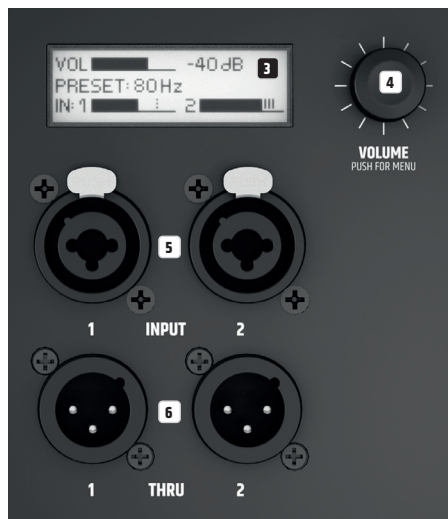 VOL -40dB 3
PRESET: 80Hz
IN: 1 2
4
VOLUME
PUSH FOR MENU
5
1 INPUT 2
6
1 THRU 2